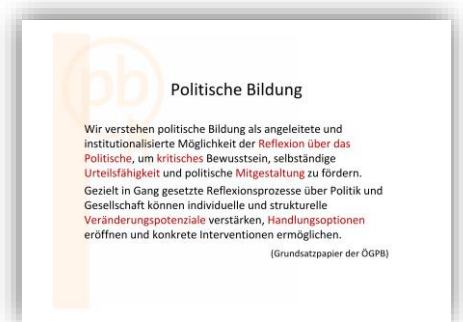 pb
Politische Bildung
Wir verstehen politische Bildung als angeleitete und
institutionalisierte Möglichkeit der Reflexion über das
Politische, um kritisches Bewusstsein, selbständige
Urteilsfähigkeit und politische Mitgestaltung zu fördern.
Gezielt in Gang gesetzte Reflexionsprozesse über Politik und
Gesellschaft können individuelle und strukturelle
Veränderungspotenziale verstärken, Handlungsoptionen
eröffnen und konkrete Interventionen ermöglichen.
(Grundsatzpapier der ÖGPB)